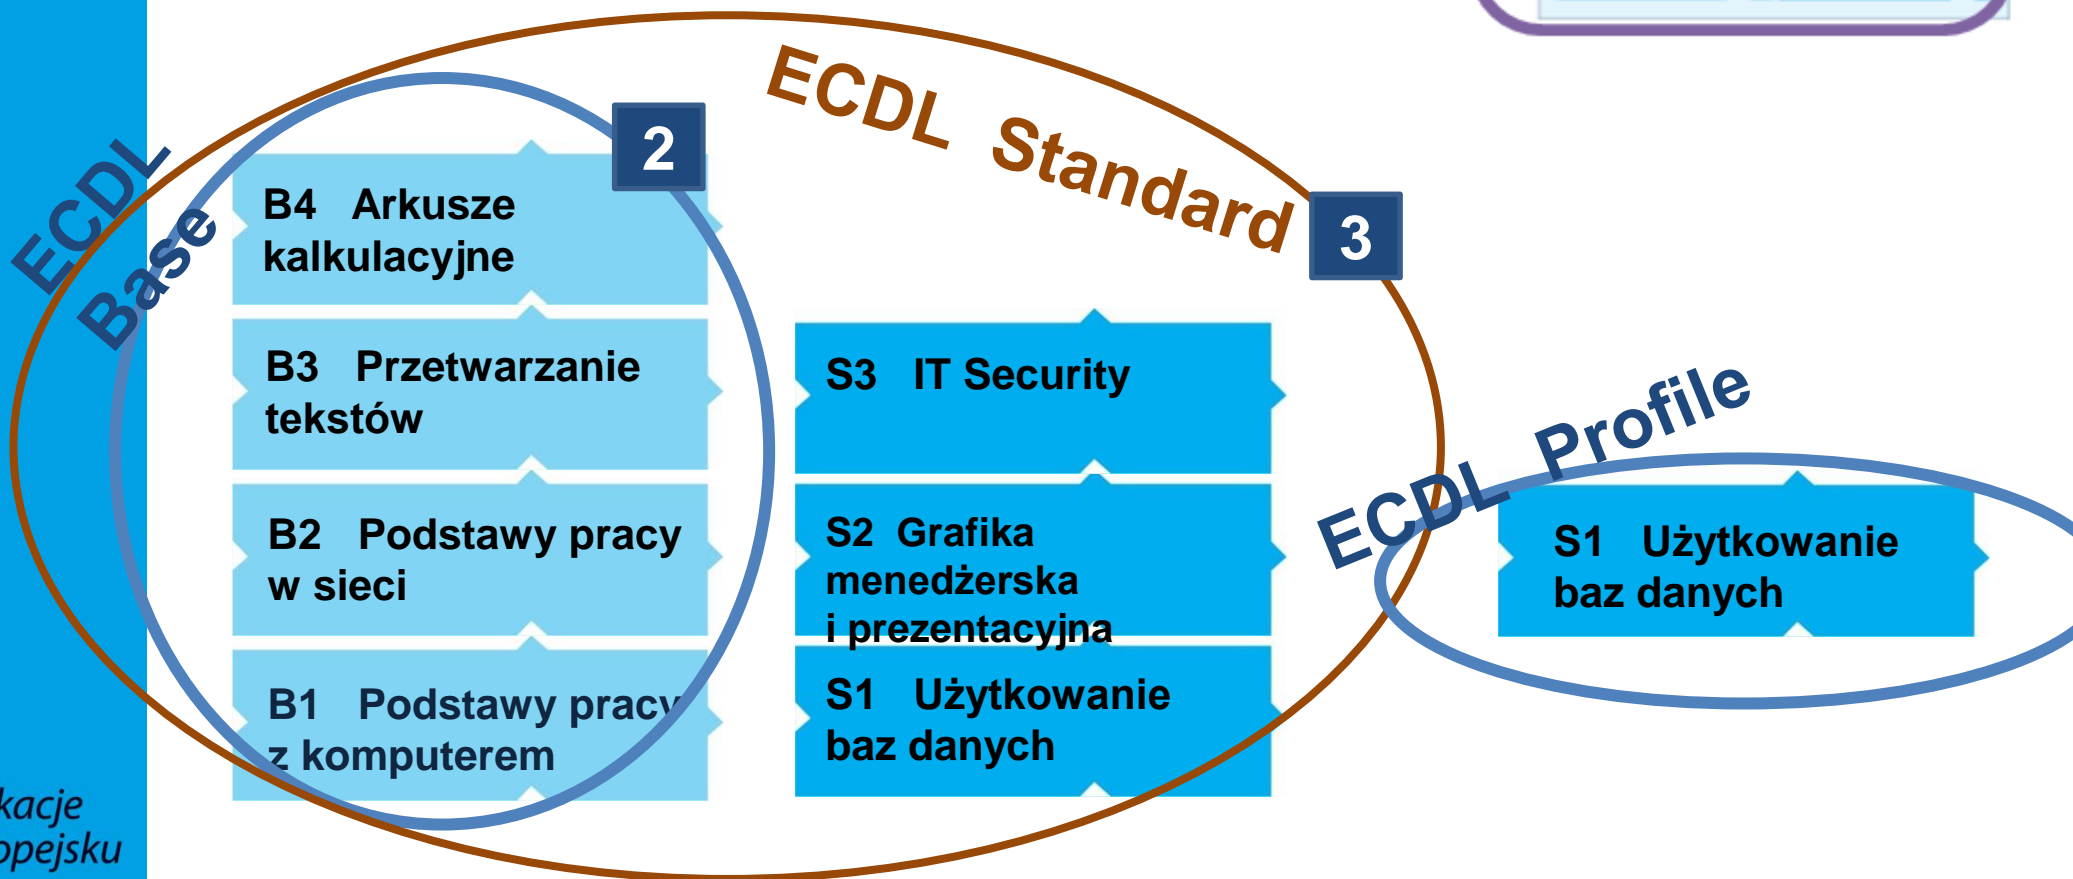 ECDL Standard
2
3
ECDL
Base
B4 Arkusze
kalkulacyjne
B3 Przetwarzanie
tekstów
B2 Podstawy pracy
w sieci
B1 Podstawy pracy
z komputerem
S3 IT Security
S2 Grafika
menedżerska
i prezentacyjna
S1 Użytkowanie
baz danych
ECDL Profile
S1 Użytkowanie
baz danych
kacje
opejsku